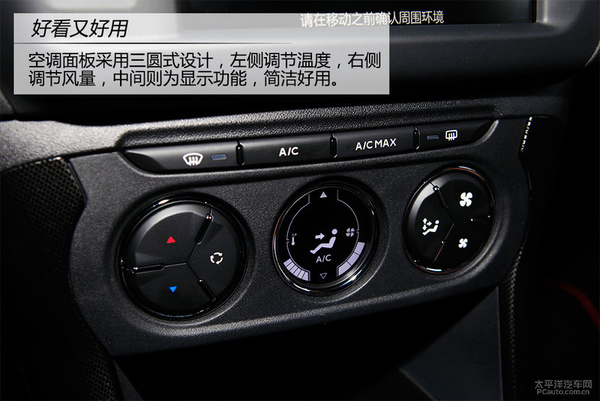 请在移动之前确认周围环境
好看又好用
空调面板采用三圆式设计，左侧调节温度，右侧
调节风量，中间则为显示功能，简洁好用。
A/C
A/C MAX
A/C
太平洋汽车网
PCauto.com.cn